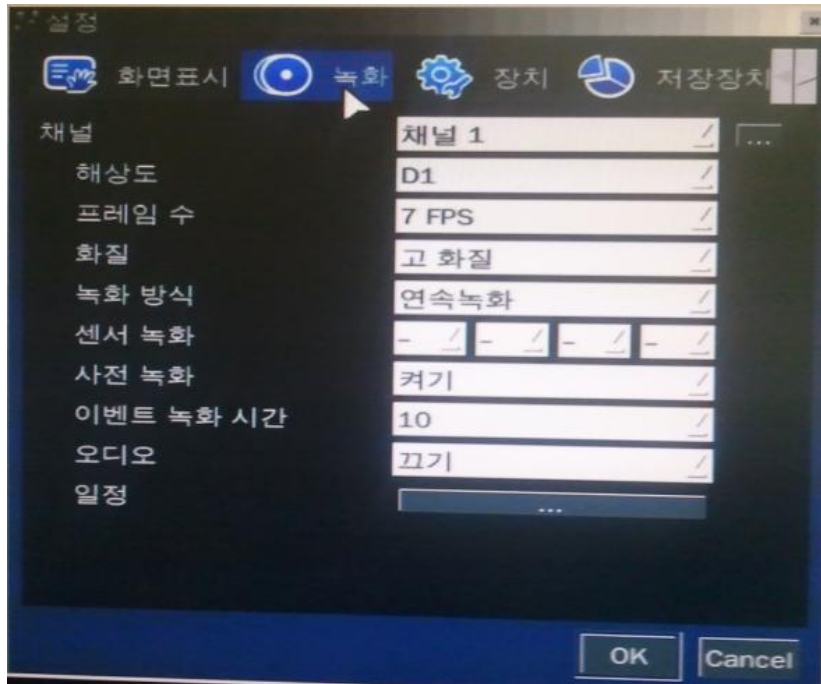 설정
화면표시 녹화 장치 저장장치
채널 채널 1 ...
해상도 D1
프레임 수 7 FPS
화질 고 화질
녹화 방식 연속녹화
센서 녹화 - - - -
사전 녹화 켜기
이벤트 녹화 시간 10
오디오 끄기
일정 ...
OK Cancel